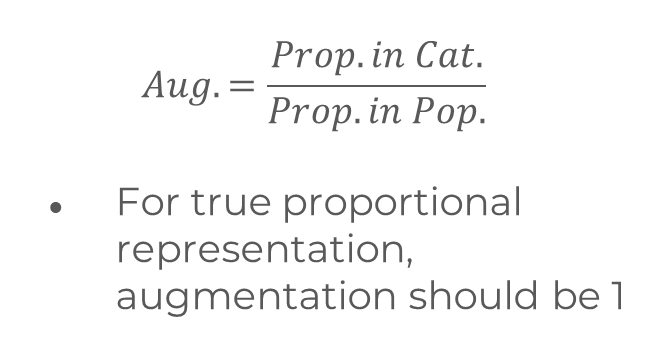 Aug. = Prop. in Cat. / Prop. in Pop.
• For true proportional
representation,
augmentation should be 1